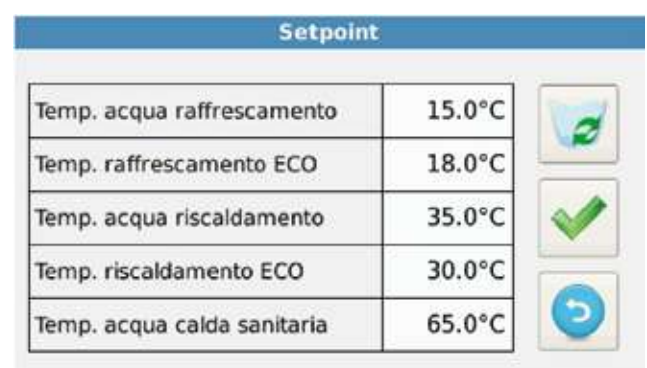 Setpoint
Temp. acqua raffrescamento 15.0°C
Temp. raffrescamento ECO 18.0°C
Temp. acqua riscaldamento 35.0°C
Temp. riscaldamento ECO 30.0°C
Temp. acqua calda sanitaria 65.0°C